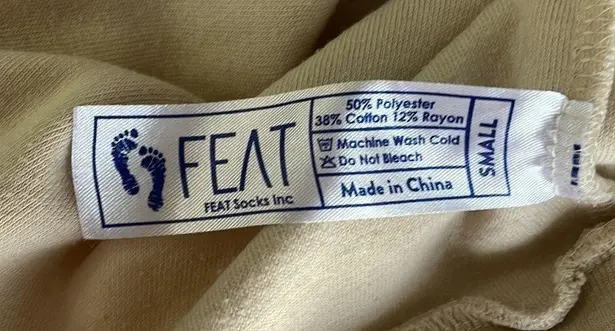 FEAT
FEAT Socks Inc
50% Polyester
38% Cotton 12% Rayon
Machine Wash Cold
Do Not Bleach
Made in China
SMALL